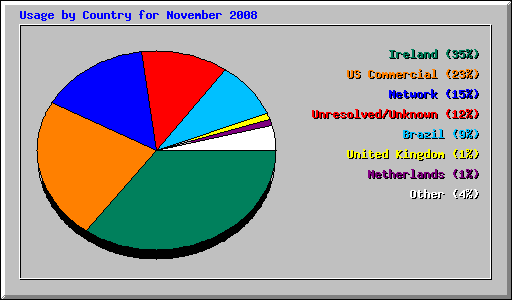 Usage by Country for November 2008
Ireland (35%)
US Commercial (23%)
Network (15%)
Unresolved/Unknown (12%)
Brazil (9%)
United Kingdom (1%)
Netherlands (1%)
Other (4%)